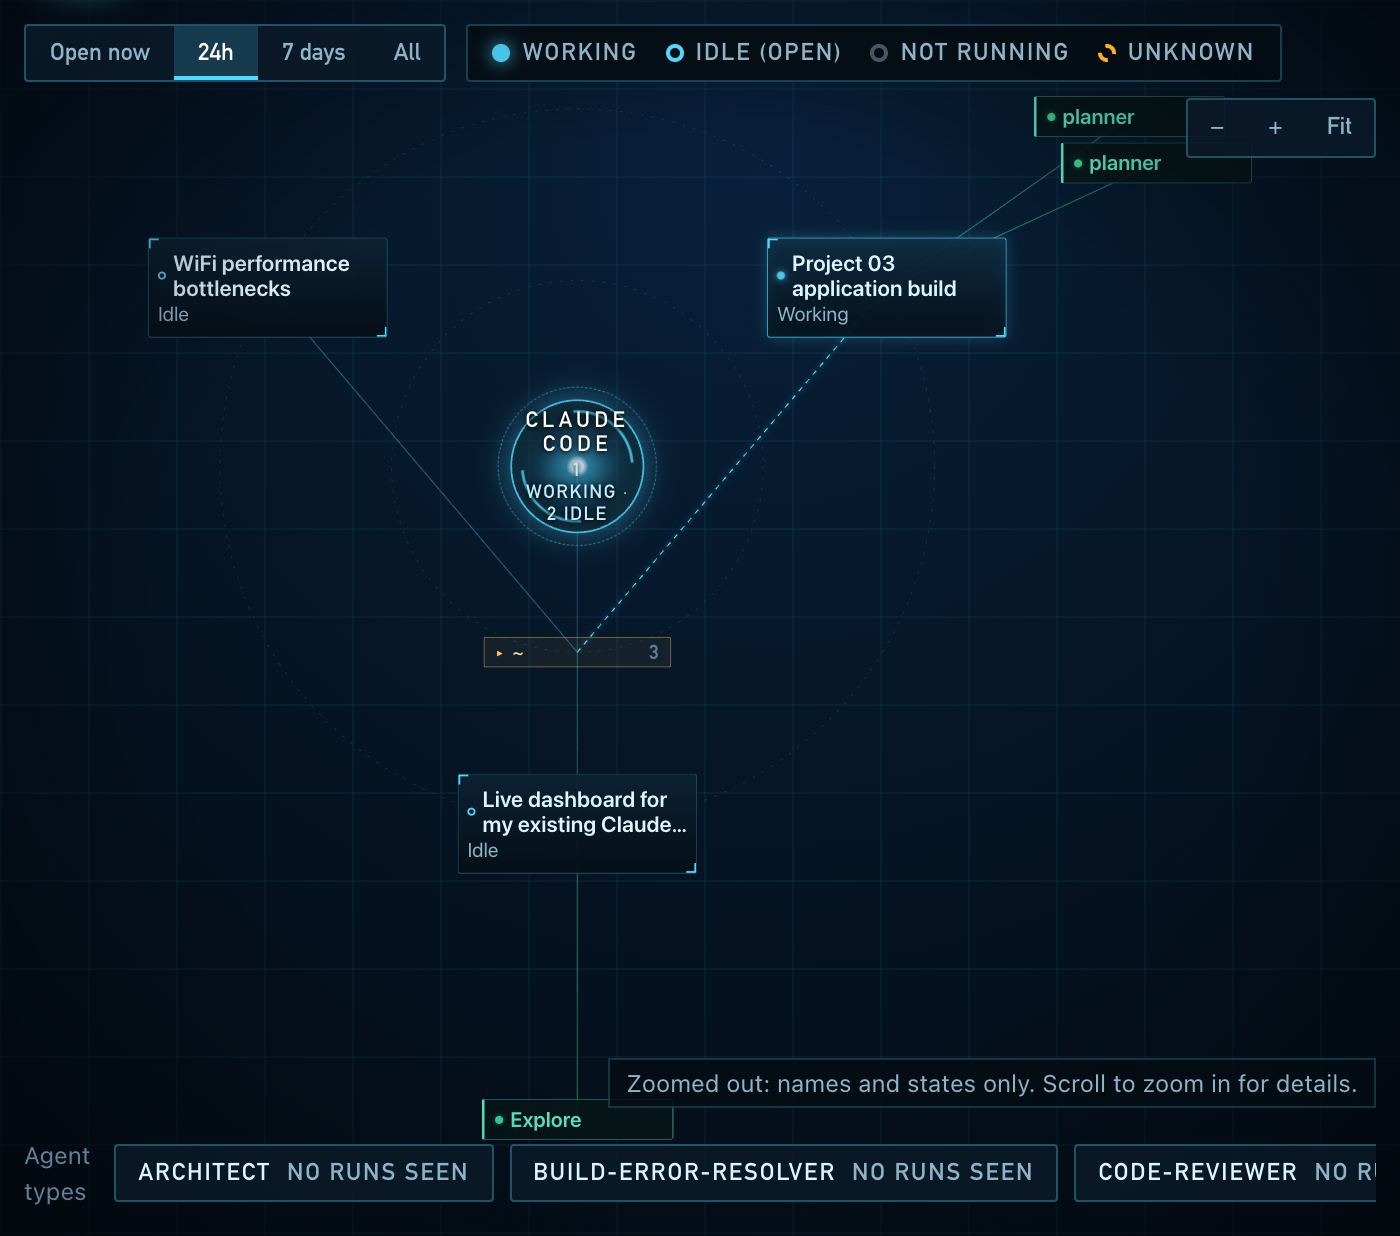 Open now 24h 7 days All WORKING IDLE (OPEN) NOT RUNNING UNKNOWN
planner
− + Fit
planner
WiFi performance
bottlenecks
Idle
Project 03
application build
Working
CLAUDE
CODE
1
WORKING ·
2 IDLE
~ 3
Live dashboard for
my existing Claude...
Idle
Zoomed out: names and states only. Scroll to zoom in for details.
Explore
Agent
types
ARCHITECT NO RUNS SEEN BUILD-ERROR-RESOLVER NO RUNS SEEN CODE-REVIEWER NO